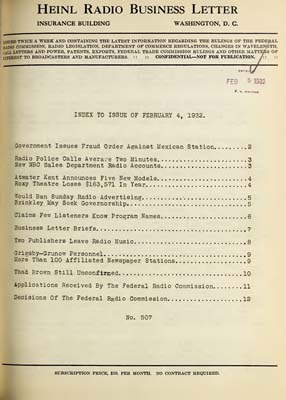 HEINL RADIO BUSINESS LETTER
INSURANCE BUILDING WASHINGTON, D. C.
ISSUED TWICE A WEEK AND CONTAINING THE LATEST INFORMATION REGARDING THE RULINGS OF THE FEDERAL
RADIO COMMISSION, RADIO LEGISLATION, DEPARTMENT OF COMMERCE REGULATIONS, CHANGES IN WAVELENGTH,
CALL LETTERS AND POWER, PATENTS, EXPORTS, FEDERAL TRADE COMMISSION RULINGS AND OTHER MATTERS OF
INTEREST TO BROADCASTERS AND MANUFACTURERS. :: :: CONFIDENTIAL—NOT FOR PUBLICATION. :: ::
FEB 5 1932
INDEX TO ISSUE OF FEBRUARY 4, 1932.
Government Issues Fraud Order Against Mexican Station........2
Radio Police Calls Average Two Minutes.......................3
New NBC Sales Department Radio Accounts......................3
Atwater Kent Announces Five New Models.......................4
Roxy Theatre Loses $163,571 In Year..........................4
Would Ban Sunday Radio Advertising...........................5
Brinkley May Seek Governorship...............................5
Claims Few Listeners Know Program Names......................6
Business Letter Briefs.......................................7
Two Publishers Leave Radio Music.............................8
Grigsby-Grunow Personnel.....................................9
More Than 100 Affiliated Newspaper Stations..................9
Thad Brown Still Unconfirmed.................................10
Applications Received By The Federal Radio Commission........11
Decisions Of The Federal Radio Commission....................12
No. 507
SUBSCRIPTION PRICE, $10. PER MONTH. NO CONTRACT REQUIRED.